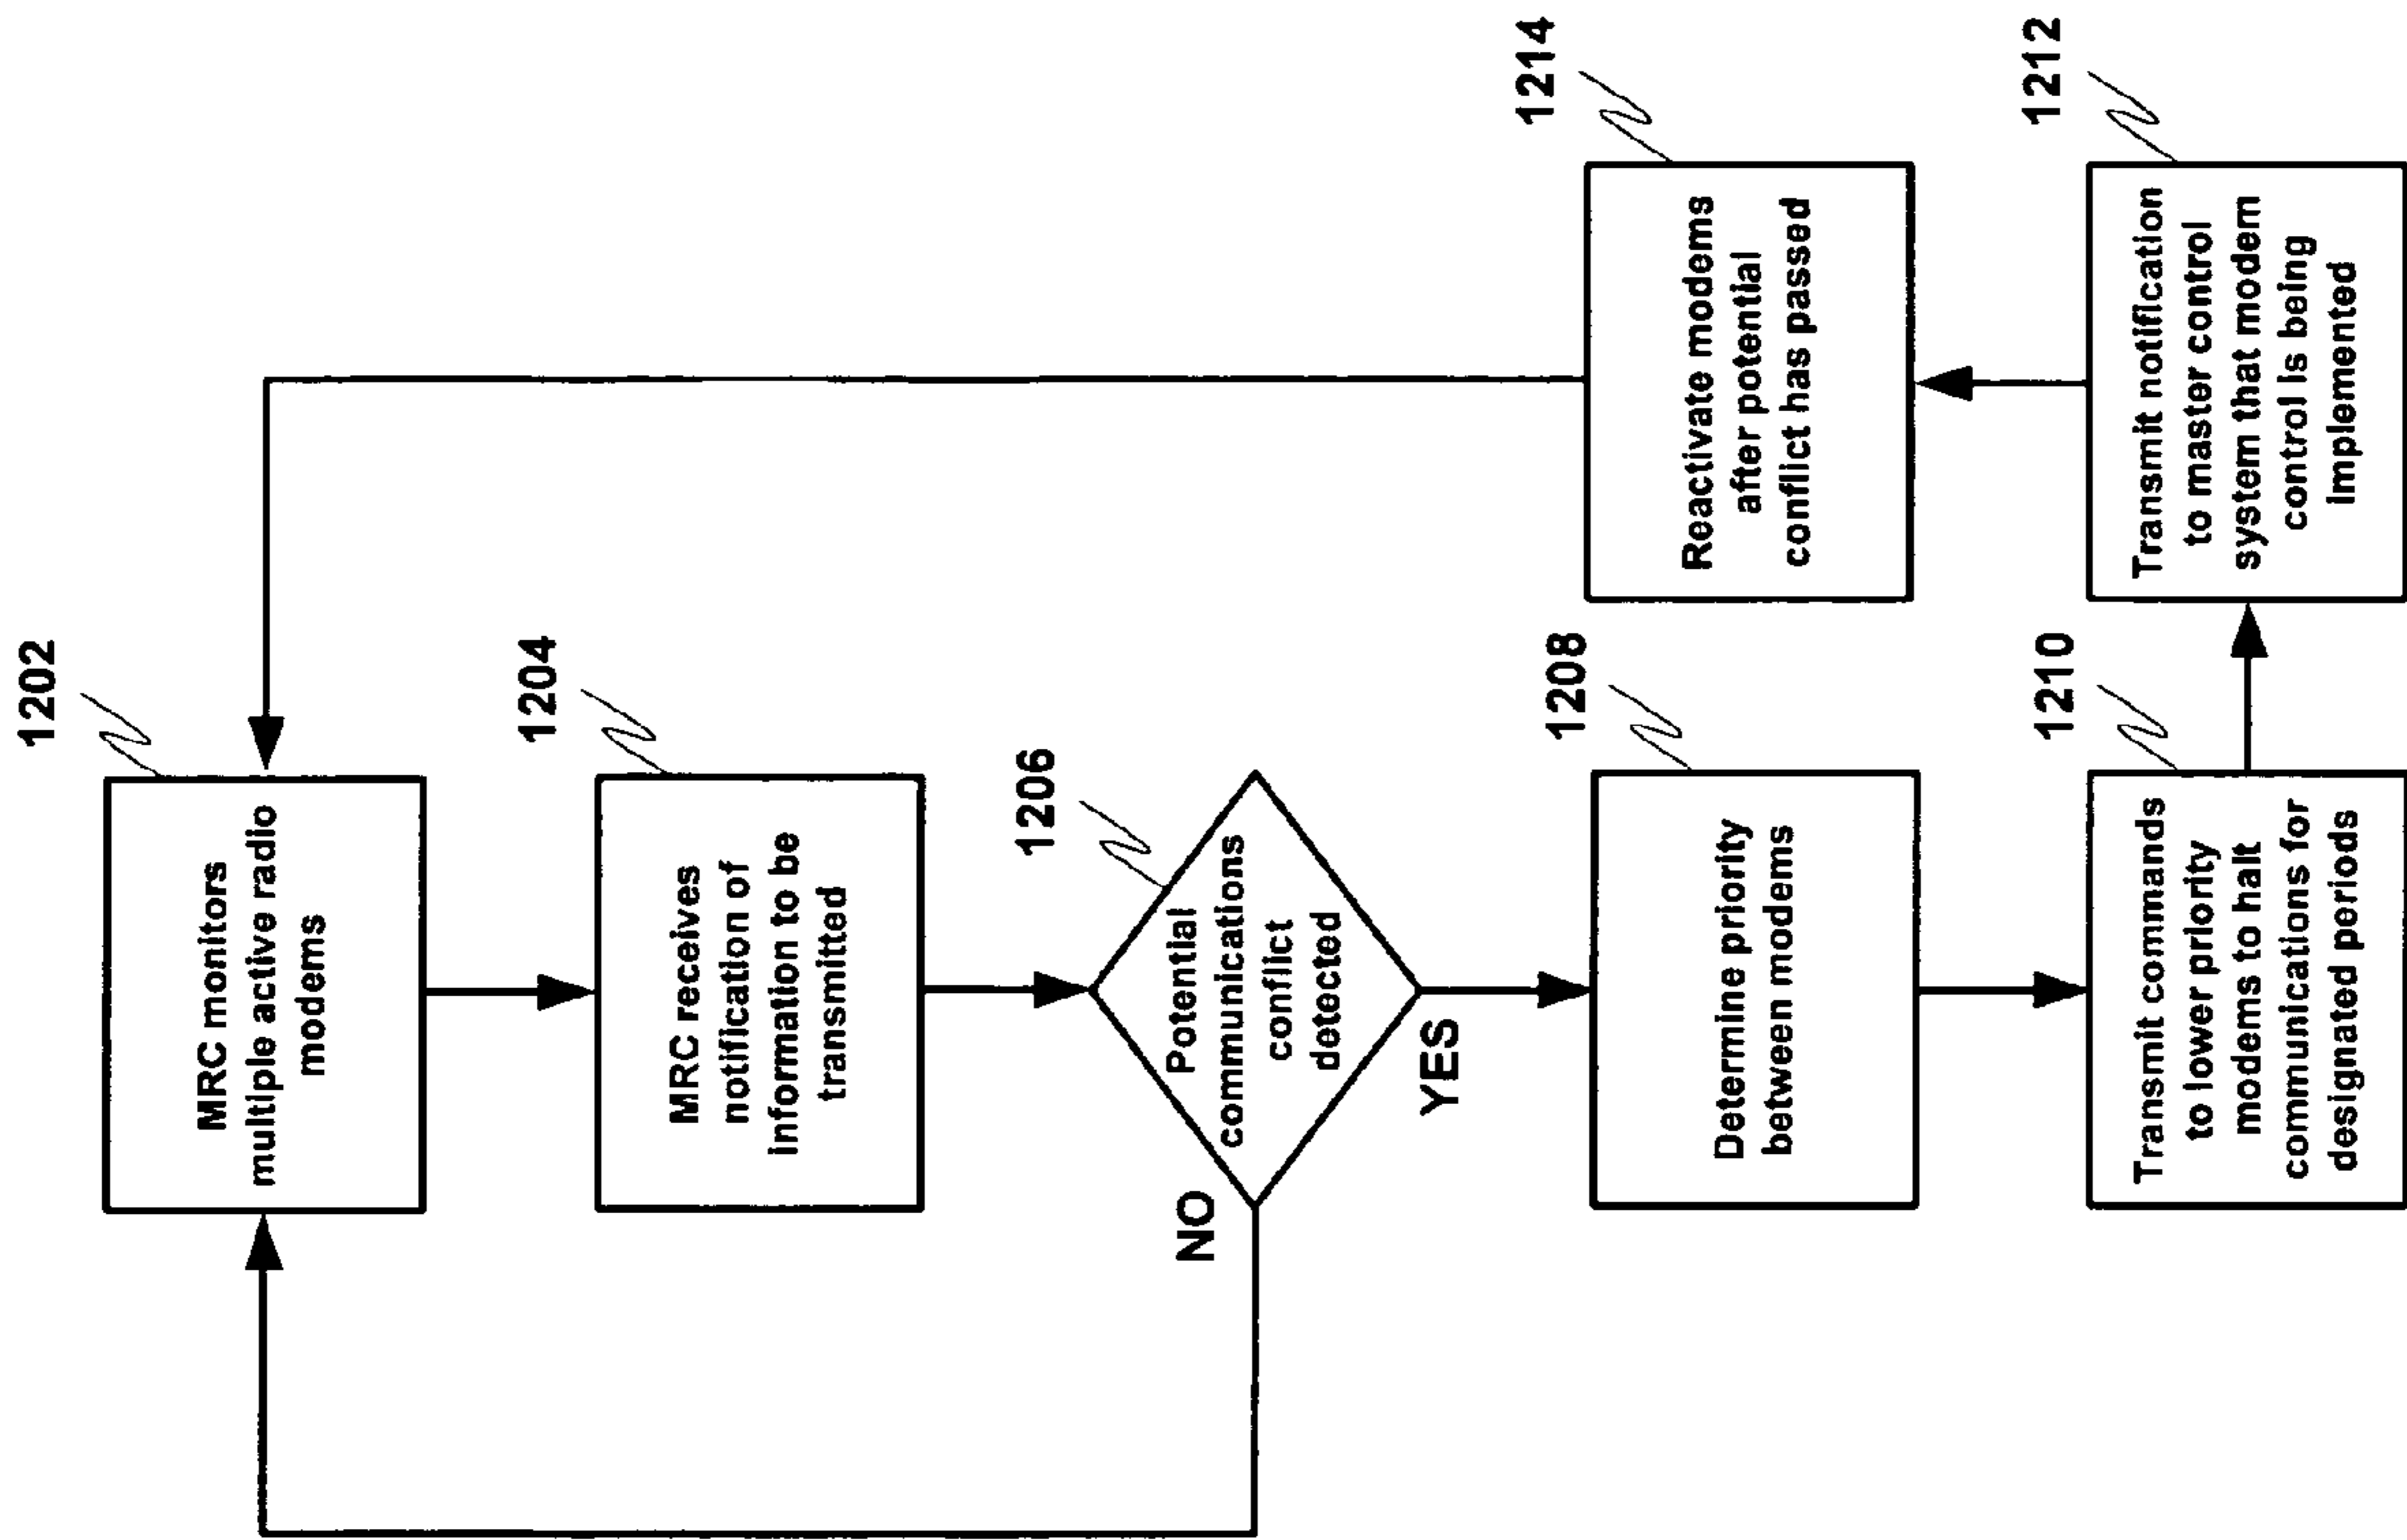 1202
MRC monitors
multiple active radio
modems
1204
MRC receives
notification of
information to be
transmitted
1206
Potential
communications
conflict
detected
NO
YES
1208
Determine priority
between modems
1210
Transmit commands
to lower priority
modems to halt
communications for
designated periods
1212
Transmit notification
to master control
system that modem
control is being
implemented
1214
Reactivate modems
after potential
conflict has passed